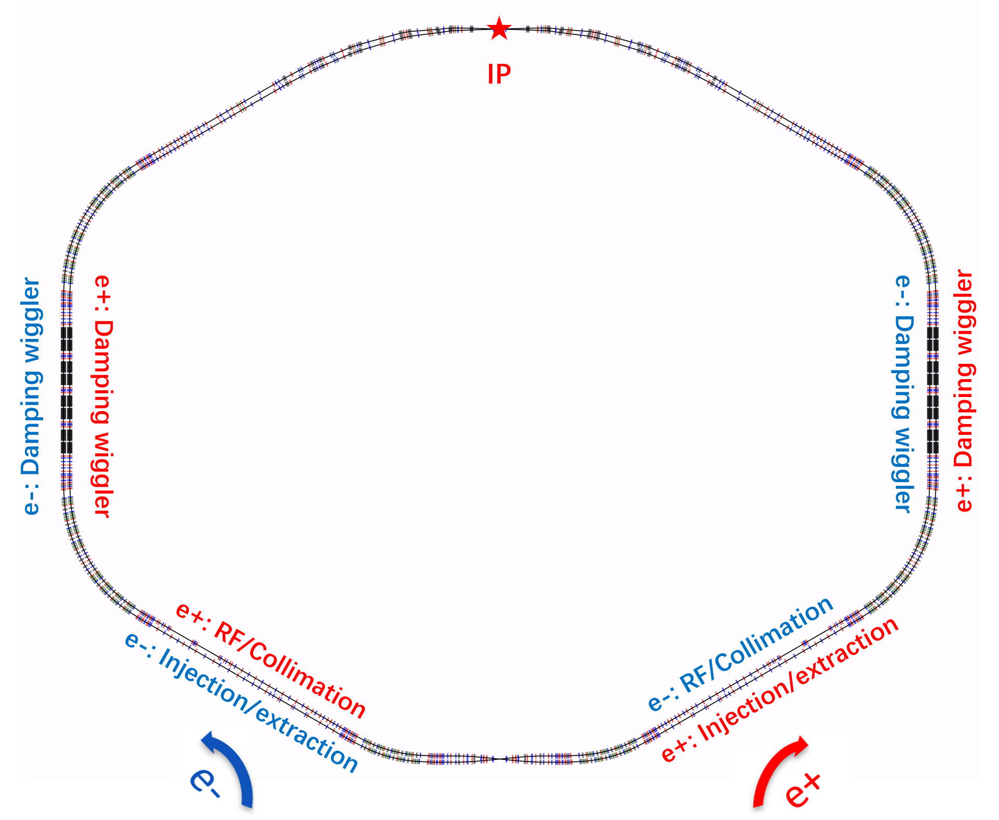 IP
e-: Damping wiggler
e+: Damping wiggler
e-: Damping wiggler
e+: Damping wiggler
e+: RF/Collimation
e-: Injection/extraction
e-: RF/Collimation
e+: Injection/extraction
e-
e+